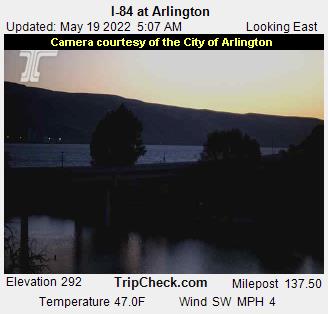 I-84 at Arlington
Updated: May 19 2022 5:07 AM Looking East
Camera courtesy of the City of Arlington
Elevation 292 TripCheck.com Milepost 137.50
Temperature 47.0F Wind SW MPH 4